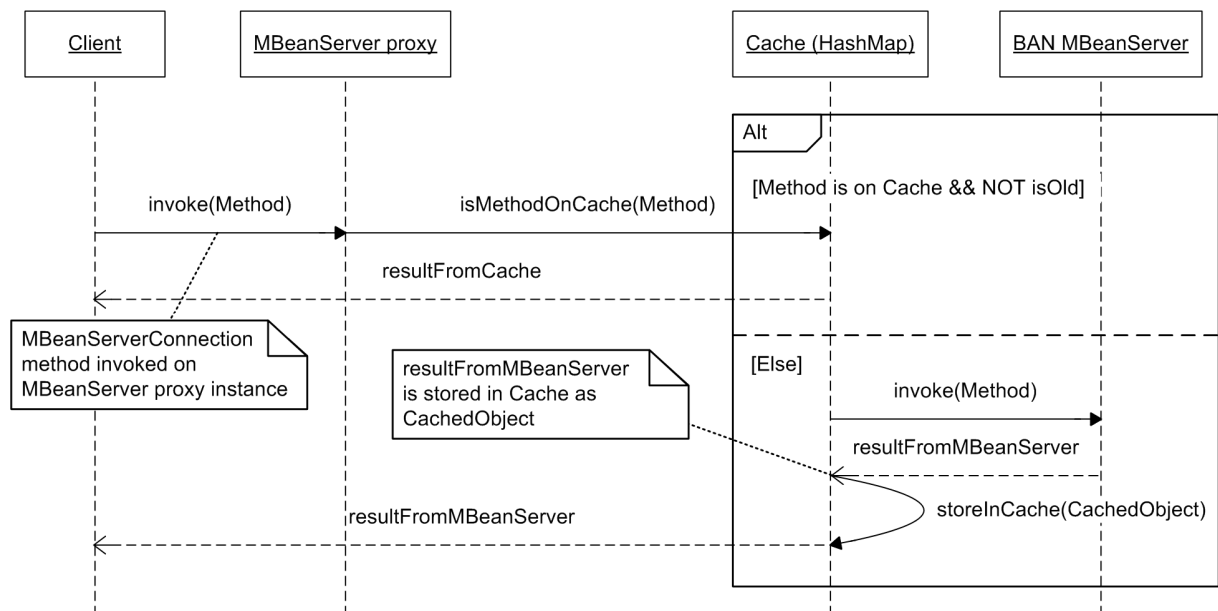 Client
MBeanServer proxy
Cache (HashMap)
BAN MBeanServer
Alt
[Method is on Cache && NOT isOld]
invoke(Method)
isMethodOnCache(Method)
resultFromCache
MBeanServerConnection
method invoked on
MBeanServer proxy instance
resultFromMBeanServer
is stored in Cache as
CachedObject
[Else]
invoke(Method)
resultFromMBeanServer
storeInCache(CachedObject)
resultFromMBeanServer